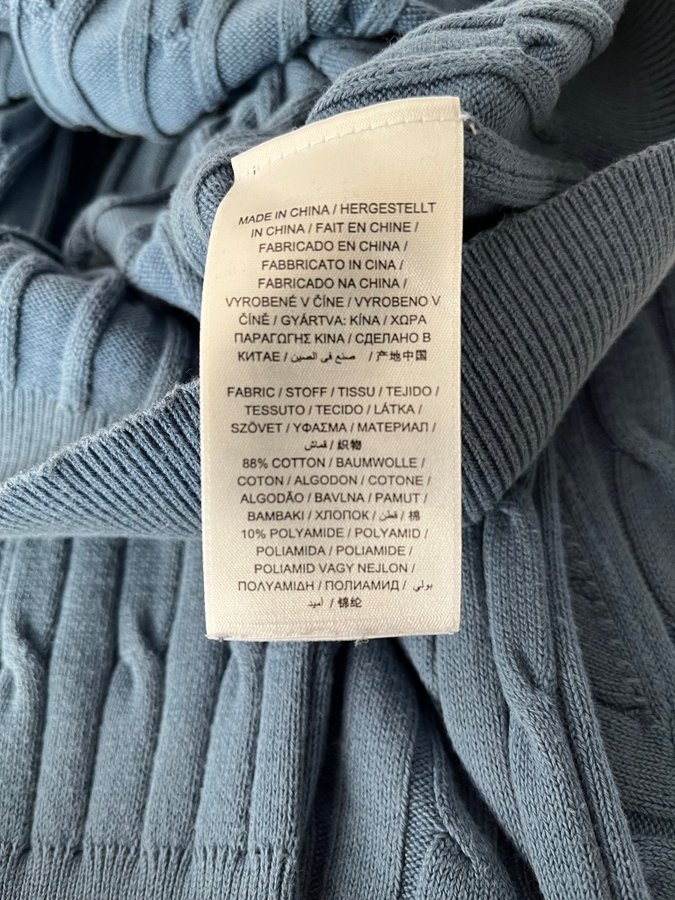 MADE IN CHINA / HERGESTELLT
IN CHINA / FAIT EN CHINE /
FABRICADO EN CHINA /
FABBRICATO IN CINA /
FABRICADO NA CHINA /
VYROBENÉ V ČÍNE / VYROBENO V
ČÍNĚ / GYÁRTVA: KÍNA / ΧΩΡΑ
ΠΑΡΑΓΩΓΗΣ ΚΙΝΑ / СДЕЛАНО В
КИТАЕ / صنع في الصين / 产地中国
FABRIC / STOFF / TISSU / TEJIDO /
TESSUTO / TECIDO / LÁTKA /
SZÖVET / ΥΦΑΣΜΑ / МАТЕРИАЛ /
قماش / 织物
88% COTTON / BAUMWOLLE /
COTON / ALGODON / COTONE /
ALGODÃO / BAVLNA / PAMUT /
ΒΑΜΒΑΚΙ / ХЛОПОК / قطن / 棉
10% POLYAMIDE / POLYAMID /
POLIAMIDA / POLIAMIDE /
POLIAMID VAGY NEJLON /
ΠΟΛΥΑΜΙΔΗ / ПОЛИАМИД / بولي
أميد / 锦纶